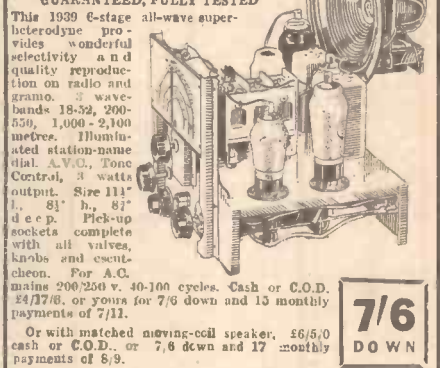 GUARANTEED, FULLY TESTED
This 1939 6-stage all-wave super-
heterodyne pro-
vides wonderful
selectivity and
quality reproduc-
tion on radio and
gramo. 3 wave-
bands 18-52, 200-
550, 1,000-2,100
metres. Illumin-
ated station-name
dial. A.V.C., Tone
Control, 3 watts
output. Size 11½"
l., 8½" h., 8½"
deep. Pick-up
sockets complete
with all valves,
knobs and escut-
cheon. For A.C.
mains 200/250 v. 40-100 cycles. Cash or C.O.D.
£4/17/6, or yours for 7/6 down and 15 monthly
payments of 7/11.
Or with matched moving-coil speaker, £6/5/0
cash or C.O.D., or 7/6 down and 17 monthly
payments of 8/9.
7/6
DOWN